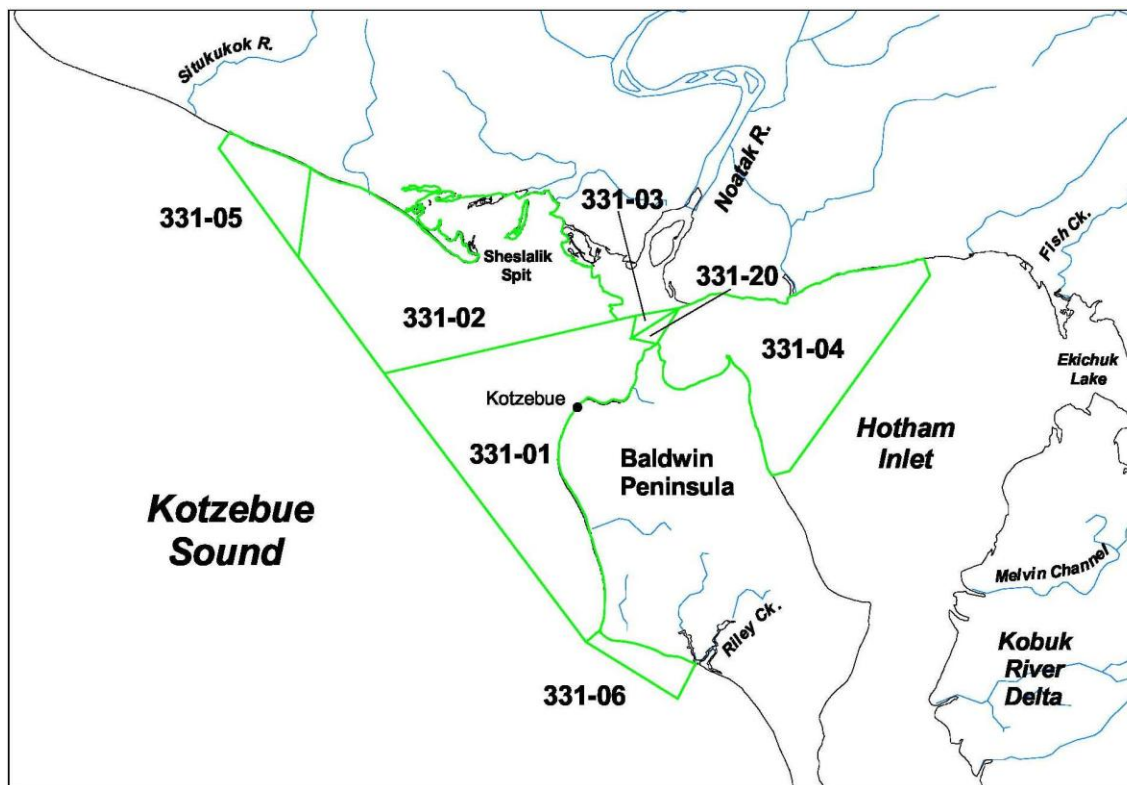 Situkukok R.
Noatak R.
331-03
331-05
331-20
Fish Ck.
Sheslalik
Spit
331-02
331-04
Ekichuk
Lake
Kotzebue
Hotham
Inlet
331-01
Baldwin
Peninsula
Kotzebue
Sound
Melvin Channel
Riley Ck.
Kobuk
River
Delta
331-06